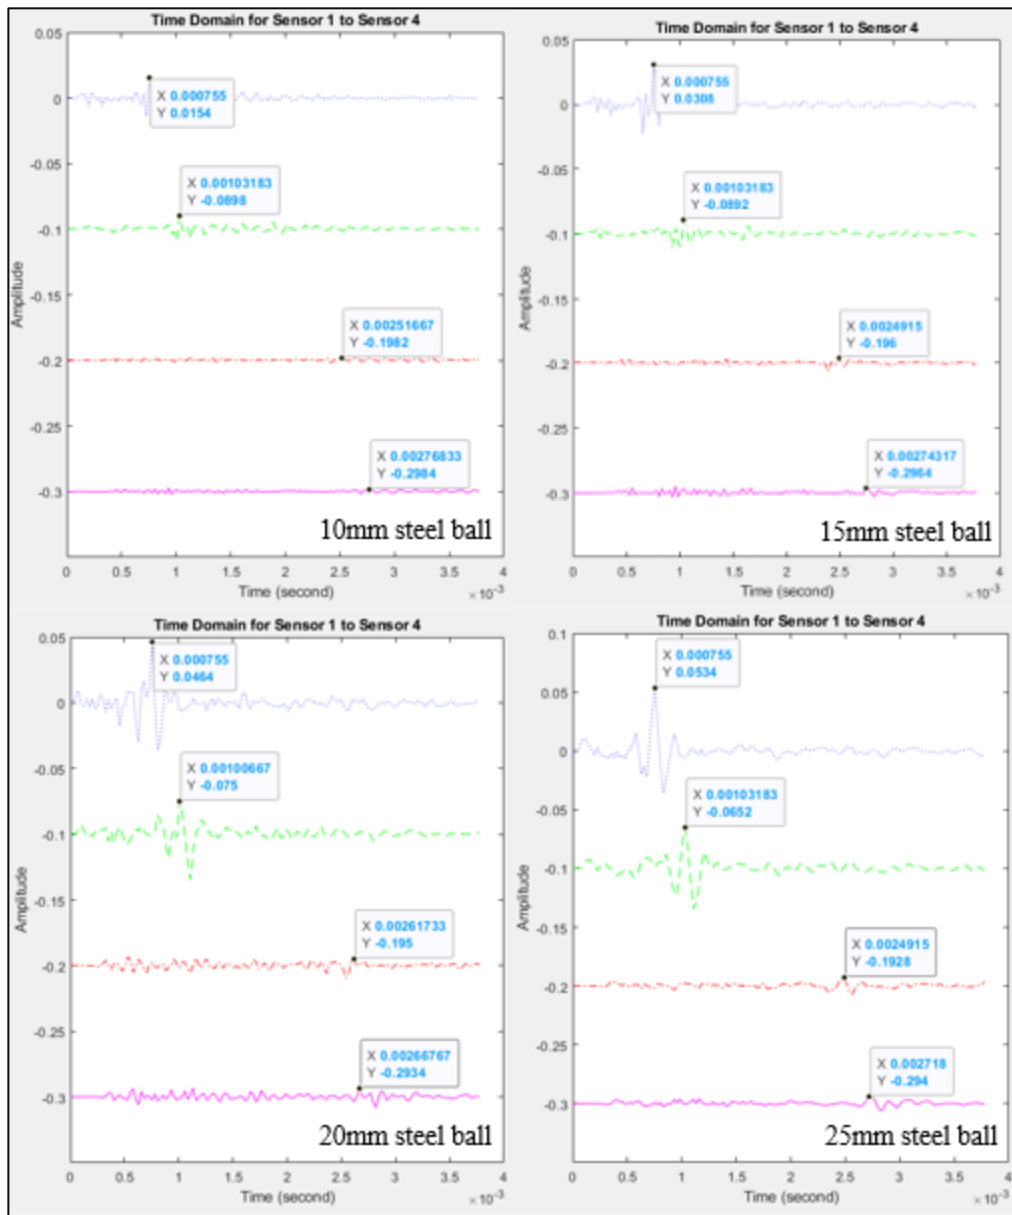 Time Domain for Sensor 1 to Sensor 4
0.05
0
-0.05
-0.1
-0.15
-0.2
-0.25
-0.3
Amplitude
X 0.000755
Y 0.0154
X 0.00103183
Y -0.0898
X 0.00251667
Y -0.1982
X 0.00276833
Y -0.2984
10mm steel ball
0 0.5 1 1.5 2 2.5 3 3.5 4
Time (second)
×10-3
Time Domain for Sensor 1 to Sensor 4
0.05
0
-0.05
-0.1
-0.15
-0.2
-0.25
-0.3
Amplitude
X 0.000755
Y 0.0308
X 0.00103183
Y -0.0892
X 0.0024915
Y -0.196
X 0.00274317
Y -0.2964
15mm steel ball
0 0.5 1 1.5 2 2.5 3 3.5 4
Time (second)
×10-3
Time Domain for Sensor 1 to Sensor 4
0.05
0
-0.05
-0.1
-0.15
-0.2
-0.25
-0.3
Amplitude
X 0.000755
Y 0.0464
X 0.00100667
Y -0.075
X 0.00261733
Y -0.195
X 0.00266767
Y -0.2934
20mm steel ball
0 0.5 1 1.5 2 2.5 3 3.5 4
Time (second)
×10-3
Time Domain for Sensor 1 to Sensor 4
0.1
0.05
0
-0.05
-0.1
-0.15
-0.2
-0.25
-0.3
Amplitude
X 0.000755
Y 0.0534
X 0.00103183
Y -0.0652
X 0.0024915
Y -0.1928
X 0.002718
Y -0.294
25mm steel ball
0 0.5 1 1.5 2 2.5 3 3.5 4
Time (second)
×10-3